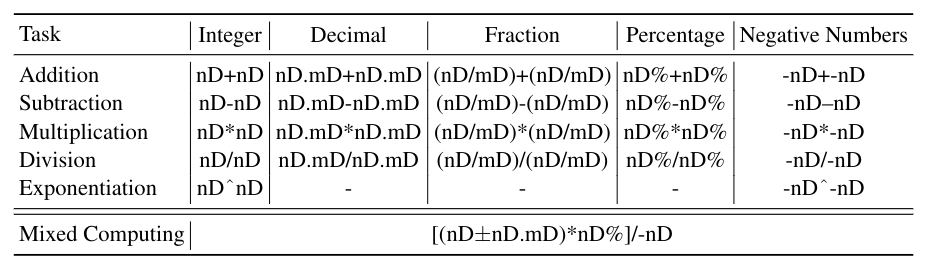 Task Integer Decimal Fraction Percentage Negative Numbers
Addition nD+nD nD.mD+nD.mD (nD/mD)+(nD/mD) nD%+nD% -nD+-nD
Subtraction nD-nD nD.mD-nD.mD (nD/mD)-(nD/mD) nD%-nD% -nD–nD
Multiplication nD*nD nD.mD*nD.mD (nD/mD)*(nD/mD) nD%*nD% -nD*-nD
Division nD/nD nD.mD/nD.mD (nD/mD)/(nD/mD) nD%/nD% -nD/-nD
Exponentiation nDˆnD - - - -nDˆ-nD
Mixed Computing [(nD±nD.mD)*nD%]/-nD